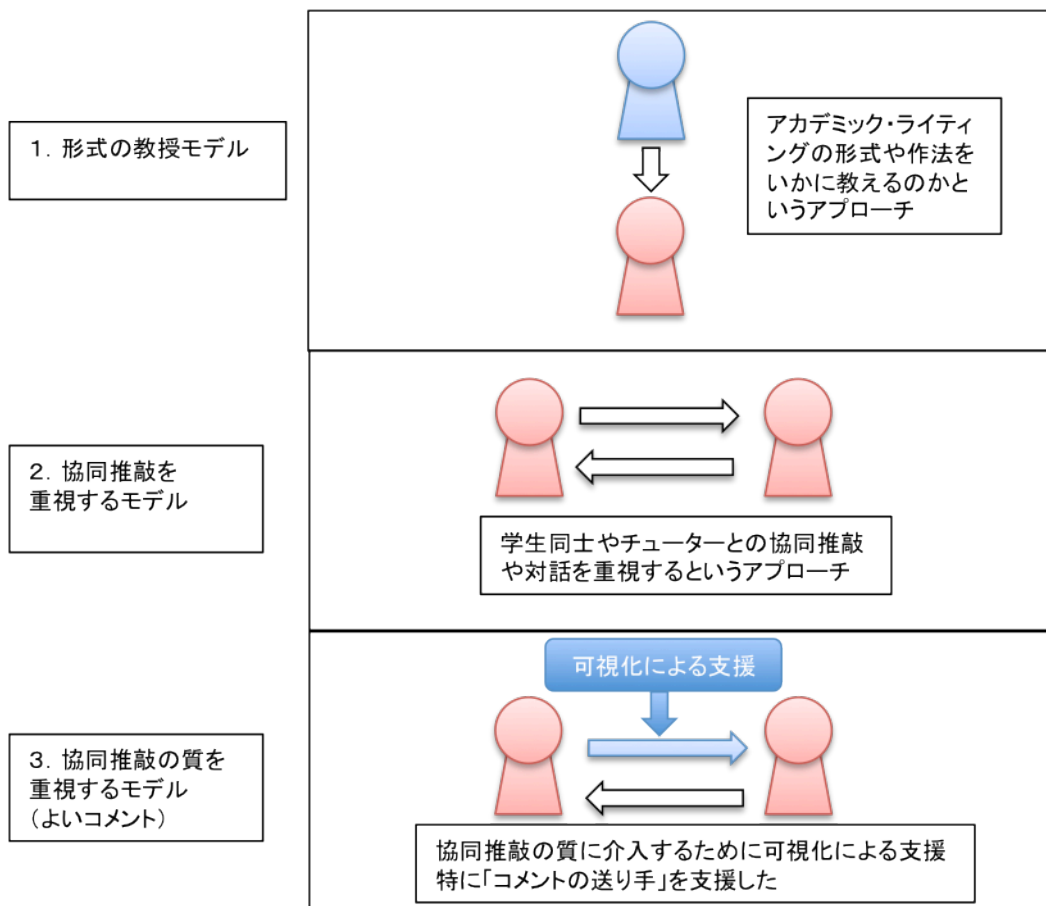 1. 形式の教授モデル
アカデミック・ライティ
ングの形式や作法を
いかに教えるのかと
いうアプローチ
2. 協同推敲を
重視するモデル
学生同士やチューターとの協同推敲
や対話を重視するというアプローチ
可視化による支援
3. 協同推敲の質を
重視するモデル
(よいコメント)
協同推敲の質に介入するために可視化による支援
特に「コメントの送り手」を支援した